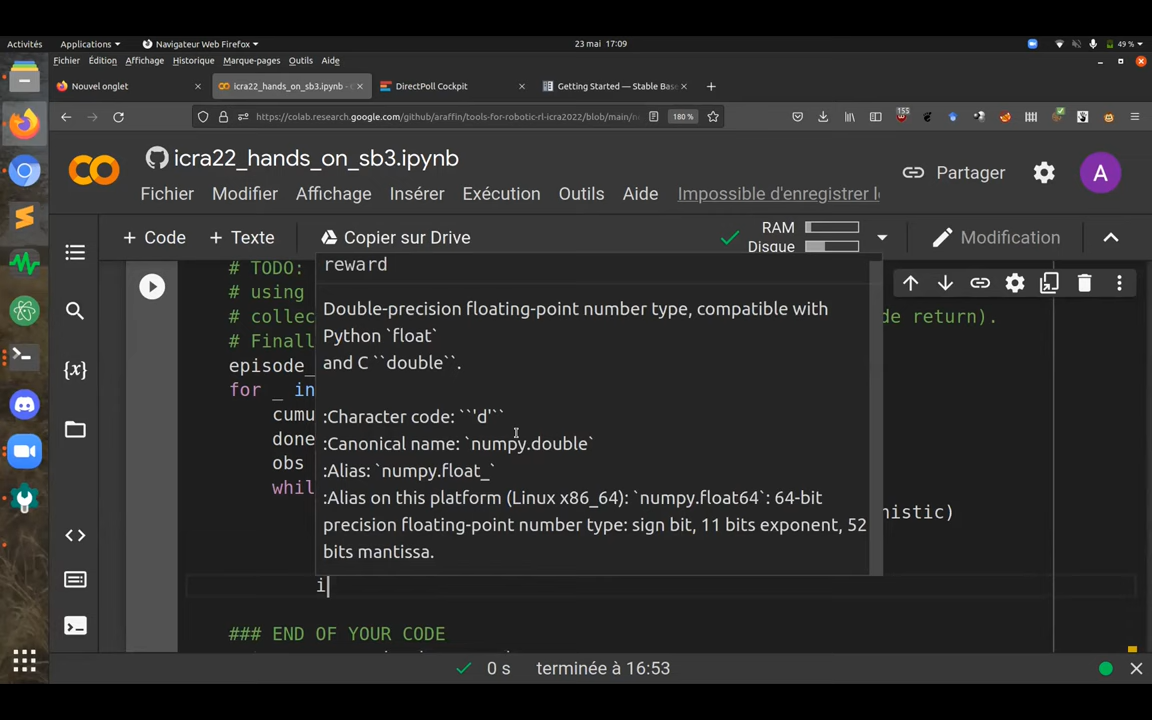 Activités
Applications
Navigateur Web Firefox
23 mai 17:09
49 %
Fichier Édition Affichage Historique Marque-pages Outils Aide
Nouvel onglet
icra22_hands_on_sb3.ipynb -
DirectPoll Cockpit
Getting Started — Stable Base
https://colab.research.google.com/github/araffin/tools-for-robotic-rl-icra2022/blob/main/n
180 %
155
icra22_hands_on_sb3.ipynb
Partager
A
Fichier Modifier Affichage Insérer Exécution Outils Aide
Impossible d'enregistrer l
+ Code
+ Texte
Copier sur Drive
RAM
Disque
Modification
# TODO:
reward
# using
# collec
de return).
# Finall
episode_
for _ in
cumu
done
obs
whil
istic)
i
Double-precision floating-point number type, compatible with
Python `float`
and C ``double``.
:Character code: ``'d'``
:Canonical name: `numpy.double`
:Alias: `numpy.float_`
:Alias on this platform (Linux x86_64): `numpy.float64`: 64-bit
precision floating-point number type: sign bit, 11 bits exponent, 52
bits mantissa.
### END OF YOUR CODE
0 s
terminée à 16:53